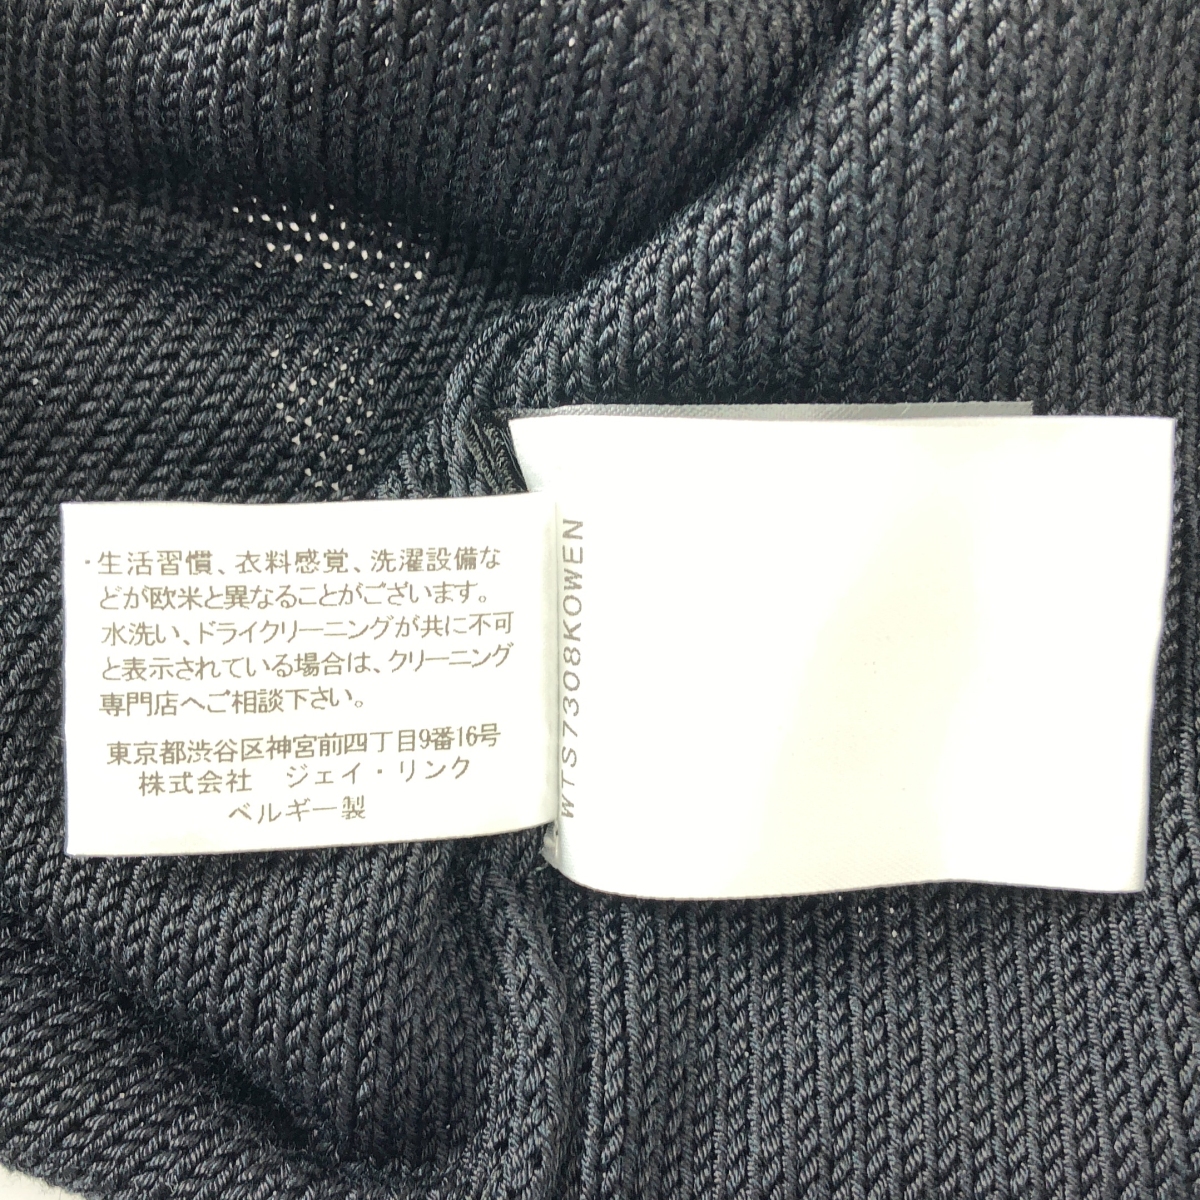 ・生活習慣、衣料感覚、洗濯設備な
どが欧米と異なることがございます。
水洗い、ドライクリーニングが共に不可
と表示されている場合は、クリーニング
専門店へご相談下さい。
東京都渋谷区神宮前四丁目9番16号
株式会社　ジェイ・リンク
ベルギー製
WTS7308KOWEN